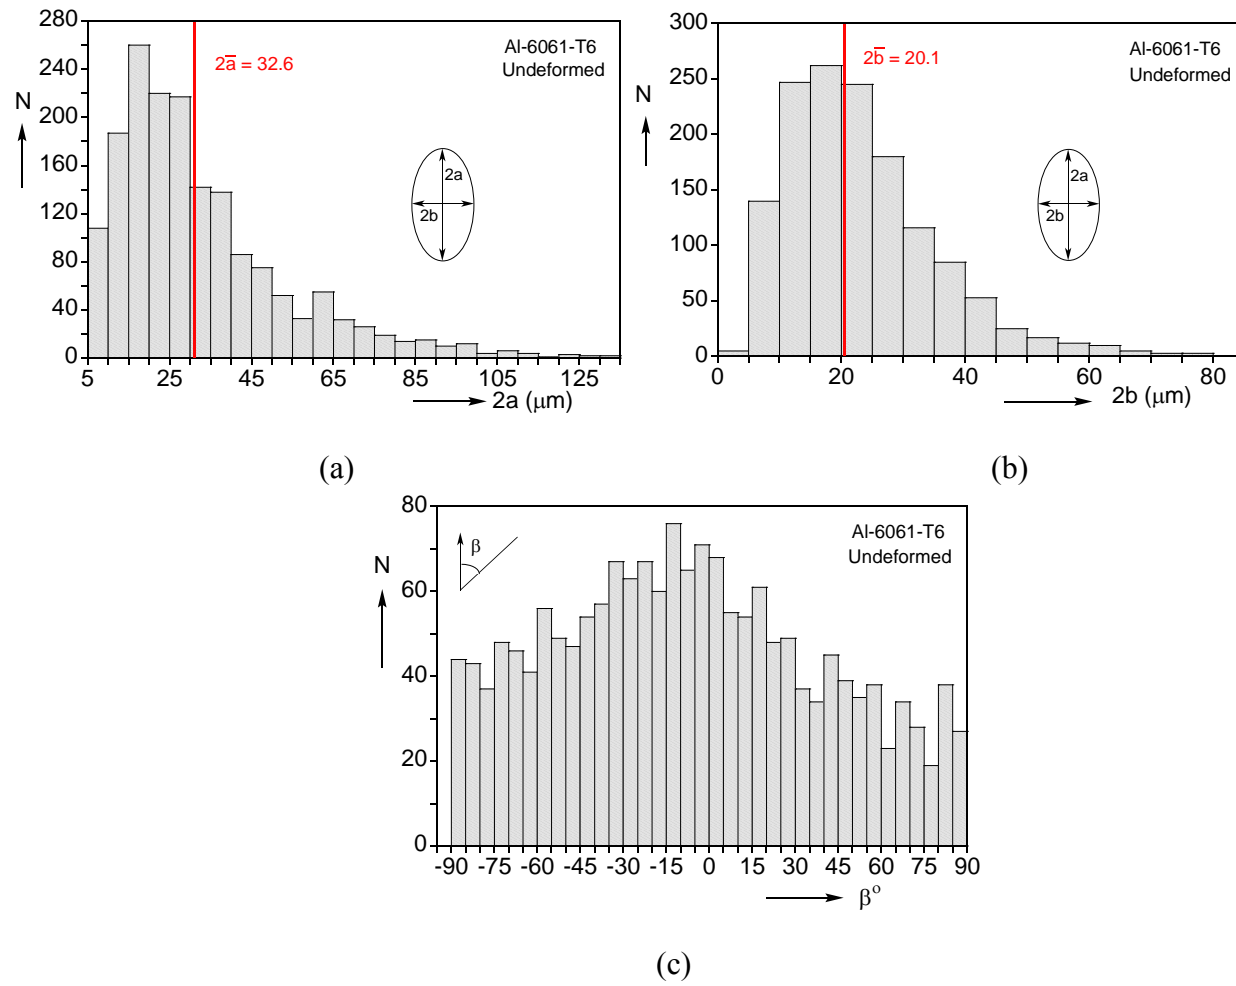 280
240
200
160
120
80
40
0
N
5 25 45 65 85 105 125
2a (μm)
2a̅ = 32.6
Al-6061-T6
Undeformed
2a
2b
(a)
300
250
200
150
100
50
0
N
0 20 40 60 80
2b (μm)
2b̅ = 20.1
Al-6061-T6
Undeformed
2a
2b
(b)
80
60
40
20
0
N
β
Al-6061-T6
Undeformed
-90 -75 -60 -45 -30 -15 0 15 30 45 60 75 90
β°
(c)